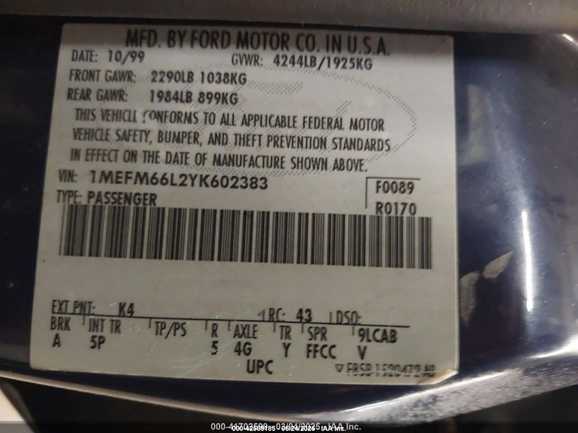 MFD. BY FORD MOTOR CO. IN U.S.A.
DATE: 10/99 GVWR: 4244LB/1925KG
FRONT GAWR: 2290LB 1038KG
REAR GAWR: 1984LB 899KG
THIS VEHICLE CONFORMS TO ALL APPLICABLE FEDERAL MOTOR
VEHICLE SAFETY, BUMPER, AND THEFT PREVENTION STANDARDS
IN EFFECT ON THE DATE OF MANUFACTURE SHOWN ABOVE.
VIN: 1MEFM66L2YK602383 F0089
TYPE: PASSENGER R0170
EXT PNT: K4 RC: 43 DSO:
BRK INT TR TP/PS R AXLE TR SPR 9LCAB
A 5P 5 4G Y FFCC V
UPC
IAA Inc.